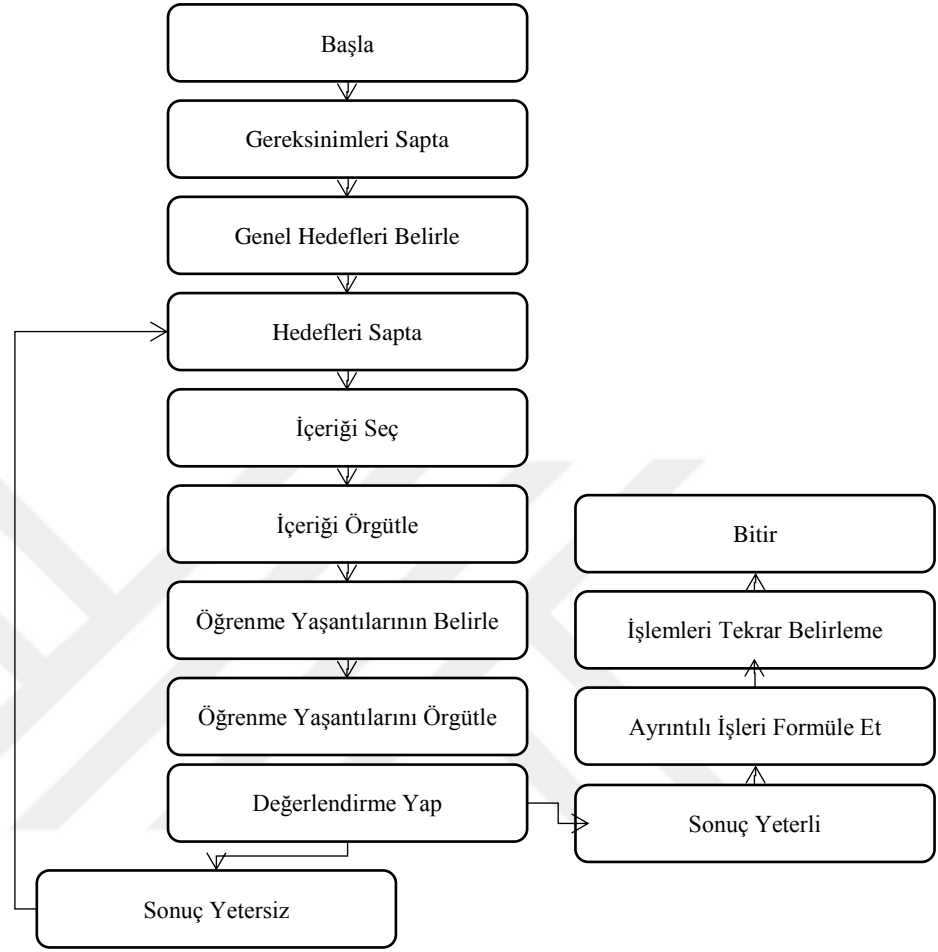 Başla
Gereksinimleri Sapta
Genel Hedefleri Belirle
Hedefleri Sapta
İçeriği Seç
İçeriği Örgütle
Öğrenme Yaşantılarının Belirle
Öğrenme Yaşantılarını Örgütle
Değerlendirme Yap
Sonuç Yetersiz
Bitir
İşlemleri Tekrar Belirleme
Ayrıntılı İşleri Formüle Et
Sonuç Yeterli